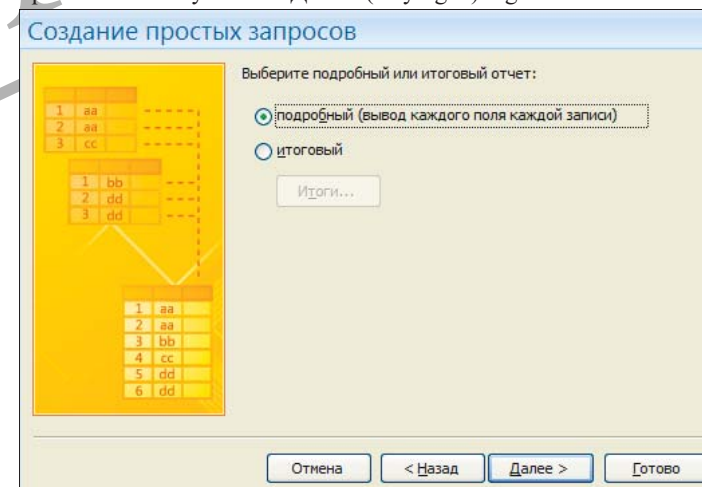 Создание простых запросов
Выберите подробный или итоговый отчет:
подробный (вывод каждого поля каждой записи)
итоговый
Итоги...
1 aa
2 aa
3 cc
1 bb
2 dd
3 dd
1 aa
2 aa
3 bb
4 cc
5 dd
6 dd
Отмена
< Назад
Далее >
Готово